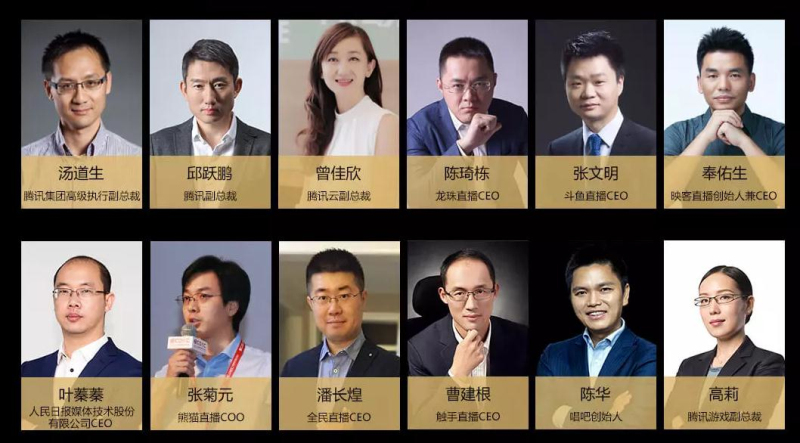 汤道生
腾讯集团高级执行副总裁
邱跃鹏
腾讯副总裁
曾佳欣
腾讯云副总裁
陈琦栋
龙珠直播CEO
张文明
斗鱼直播CEO
奉佑生
映客直播创始人兼CEO
叶蓁蓁
人民日报媒体技术股份
有限公司CEO
张菊元
熊猫直播COO
潘长煌
全民直播CEO
曹建根
触手直播CEO
陈华
唱吧创始人
高莉
腾讯游戏副总裁